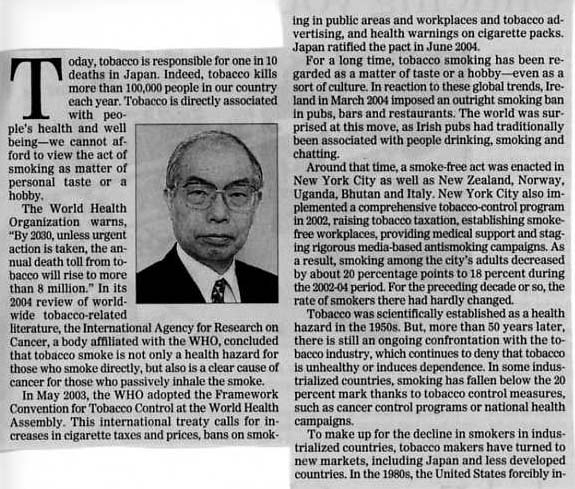 Today, tobacco is responsible for one in 10
deaths in Japan. Indeed, tobacco kills
more than 100,000 people in our country
each year. Tobacco is directly associated
with peo-
ple's health and well
being—we cannot af-
ford to view the act of
smoking as matter of
personal taste or a
hobby.
The World Health
Organization warns,
"By 2030, unless urgent
action is taken, the an-
nual death toll from to-
bacco will rise to more
than 8 million." In its
2004 review of world-
wide tobacco-related
literature, the International Agency for Research on
Cancer, a body affiliated with the WHO, concluded
that tobacco smoke is not only a health hazard for
those who smoke directly, but also is a clear cause of
cancer for those who passively inhale the smoke.
In May 2003, the WHO adopted the Framework
Convention for Tobacco Control at the World Health
Assembly. This international treaty calls for in-
creases in cigarette taxes and prices, bans on smok-
ing in public areas and workplaces and tobacco ad-
vertising, and health warnings on cigarette packs.
Japan ratified the pact in June 2004.
For a long time, tobacco smoking has been re-
garded as a matter of taste or a hobby—even as a
sort of culture. In reaction to these global trends, Ire-
land in March 2004 imposed an outright smoking ban
in pubs, bars and restaurants. The world was sur-
prised at this move, as Irish pubs had traditionally
been associated with people drinking, smoking and
chatting.
Around that time, a smoke-free act was enacted in
New York City as well as New Zealand, Norway,
Uganda, Bhutan and Italy. New York City also im-
plemented a comprehensive tobacco-control program
in 2002, raising tobacco taxation, establishing smoke-
free workplaces, providing medical support and stag-
ing rigorous media-based antismoking campaigns. As
a result, smoking among the city's adults decreased
by about 20 percentage points to 18 percent during
the 2002-04 period. For the preceding decade or so, the
rate of smokers there had hardly changed.
Tobacco was scientifically established as a health
hazard in the 1950s. But, more than 50 years later,
there is still an ongoing confrontation with the to-
bacco industry, which continues to deny that tobacco
is unhealthy or induces dependence. In some indus-
trialized countries, smoking has fallen below the 20
percent mark thanks to tobacco control measures,
such as cancer control programs or national health
campaigns.
To make up for the decline in smokers in indus-
trialized countries, tobacco makers have turned to
new markets, including Japan and less developed
countries. In the 1980s, the United States forcibly in-